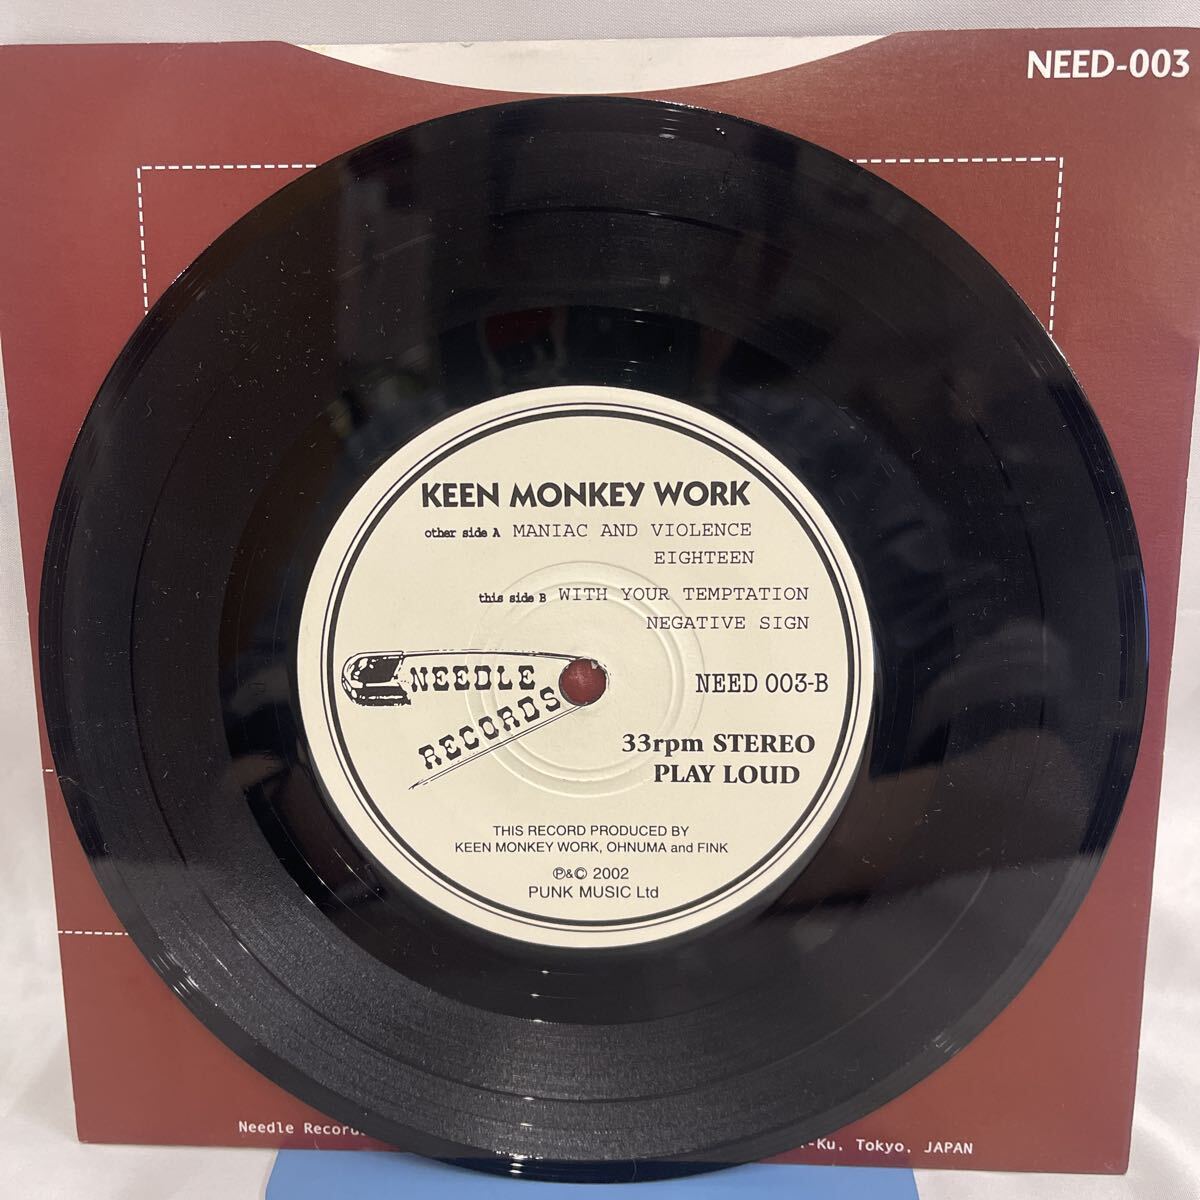 NEED-003
KEEN MONKEY WORK
other side A MANIAC AND VIOLENCE
EIGHTEEN
this side B WITH YOUR TEMPTATION
NEGATIVE SIGN
NEEDLE
RECORDS
NEED 003-B
33rpm STEREO
PLAY LOUD
THIS RECORD PRODUCED BY
KEEN MONKEY WORK, OHNUMA and FINK
℗&© 2002
PUNK MUSIC Ltd
Needle -Ku, Tokyo, JAPAN